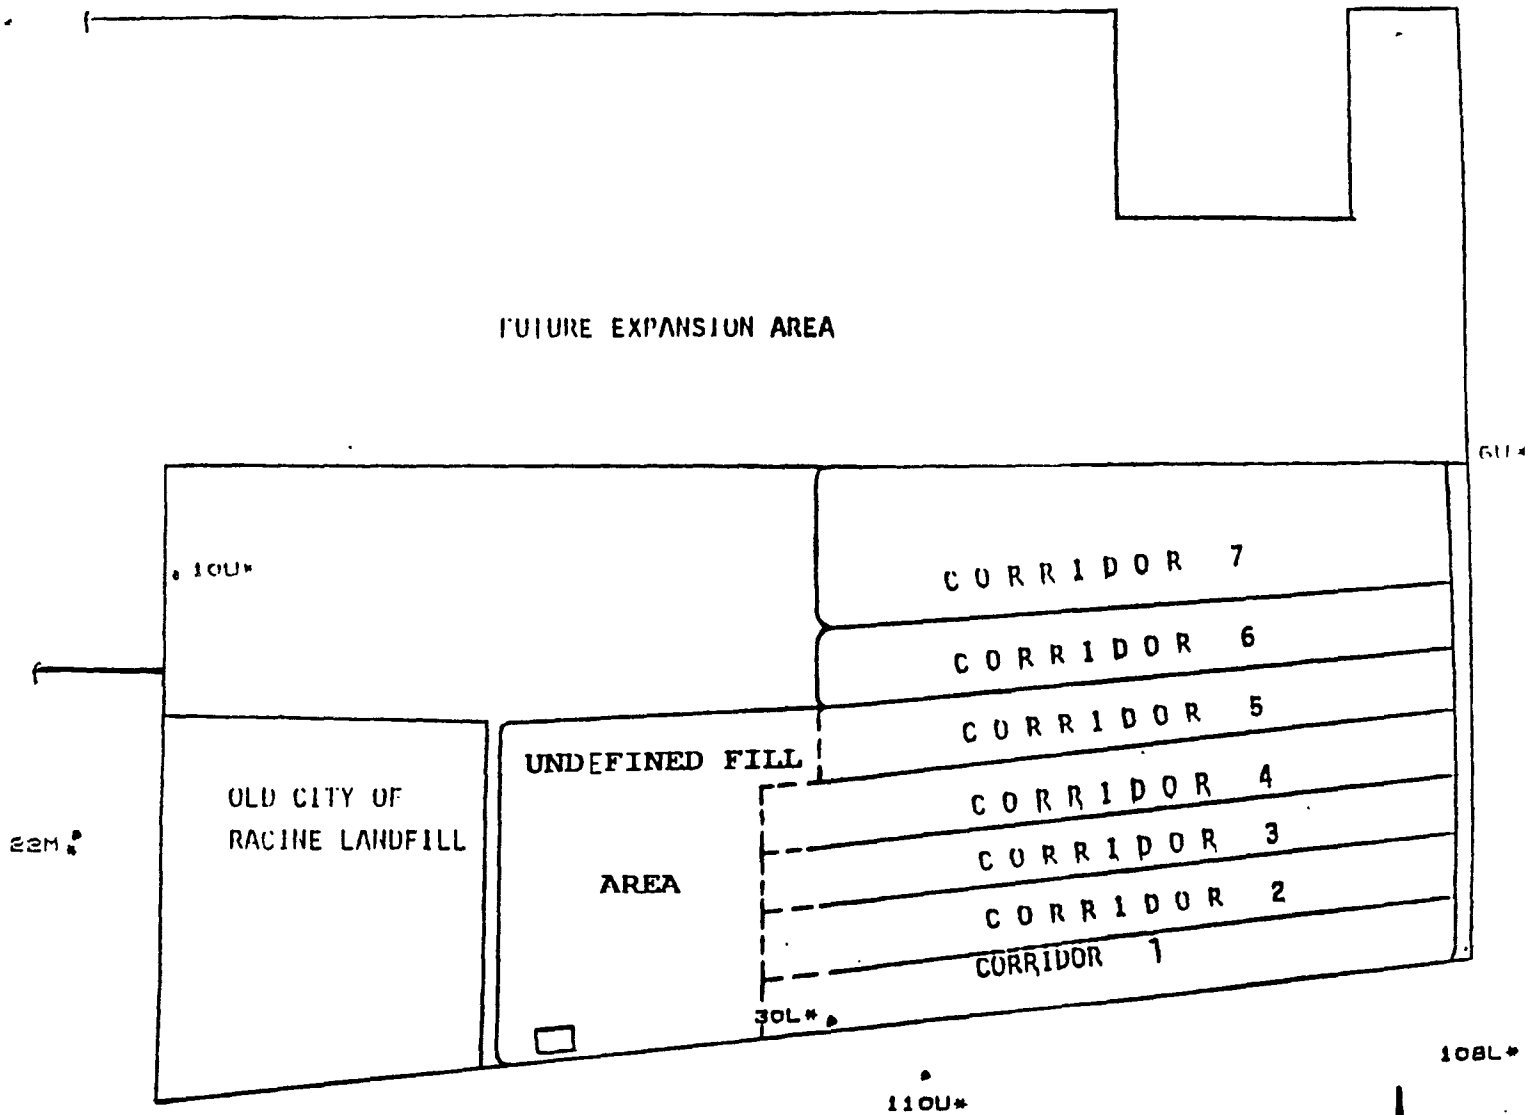 FUTURE EXPANSION AREA
6U*
10U*
CORRIDOR 7
CORRIDOR 6
CORRIDOR 5
UNDEFINED FILL
AREA
OLD CITY OF
RACINE LANDFILL
22M*
CORRIDOR 4
CORRIDOR 3
CORRIDOR 2
CORRIDOR 1
30L*
108L*
110U*